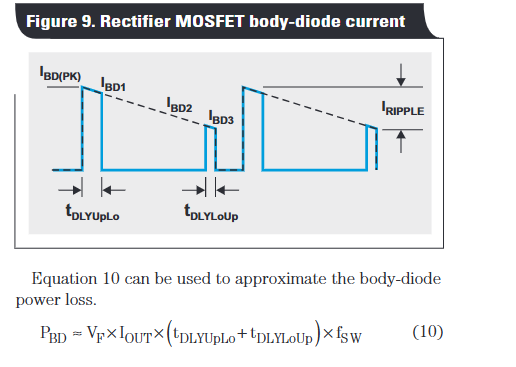 Figure 9. Rectifier MOSFET body-diode current
IBD(PK)
IBD1
IBD2
IBD3
IRIPPLE
tDLYUpLo
tDLYLoUp
Equation 10 can be used to approximate the body-diode
power loss.
PBD ≈ VF×IOUT×(tDLYUpLo+tDLYLoUp)×fSW (10)